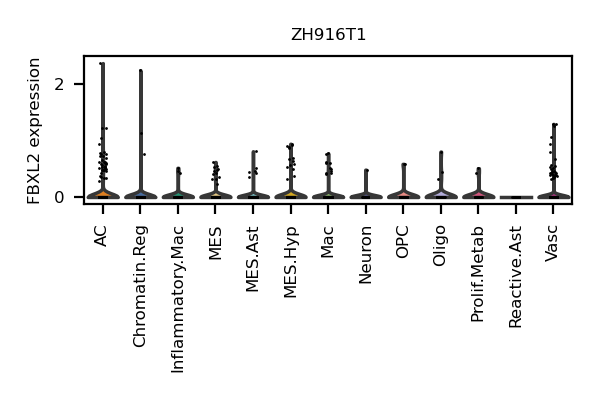 ZH916T1
FBXL2 expression
2
0
AC
Chromatin.Reg
Inflammatory.Mac
MES
MES.Ast
MES.Hyp
Mac
Neuron
OPC
Oligo
Prolif.Metab
Reactive.Ast
Vasc